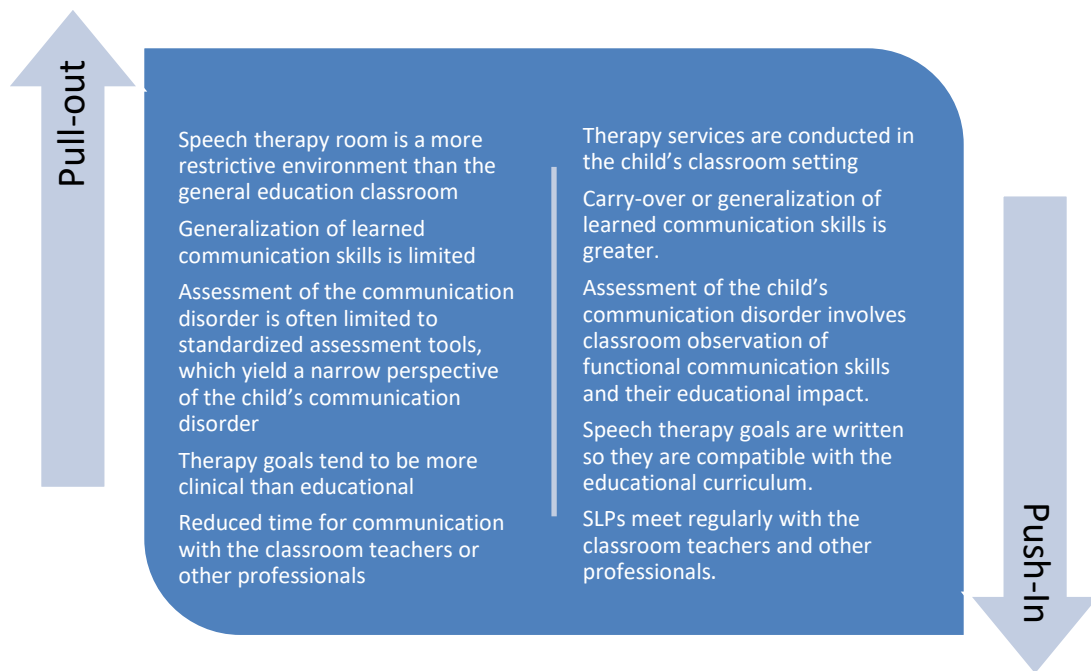 Pull-out
Speech therapy room is a more
restrictive environment than the
general education classroom
Generalization of learned
communication skills is limited
Assessment of the communication
disorder is often limited to
standardized assessment tools,
which yield a narrow perspective
of the child’s communication
disorder
Therapy goals tend to be more
clinical than educational
Reduced time for communication
with the classroom teachers or
other professionals
Therapy services are conducted in
the child’s classroom setting
Carry-over or generalization of
learned communication skills is
greater.
Assessment of the child’s
communication disorder involves
classroom observation of
functional communication skills
and their educational impact.
Speech therapy goals are written
so they are compatible with the
educational curriculum.
SLPs meet regularly with the
classroom teachers and other
professionals.
Push-In